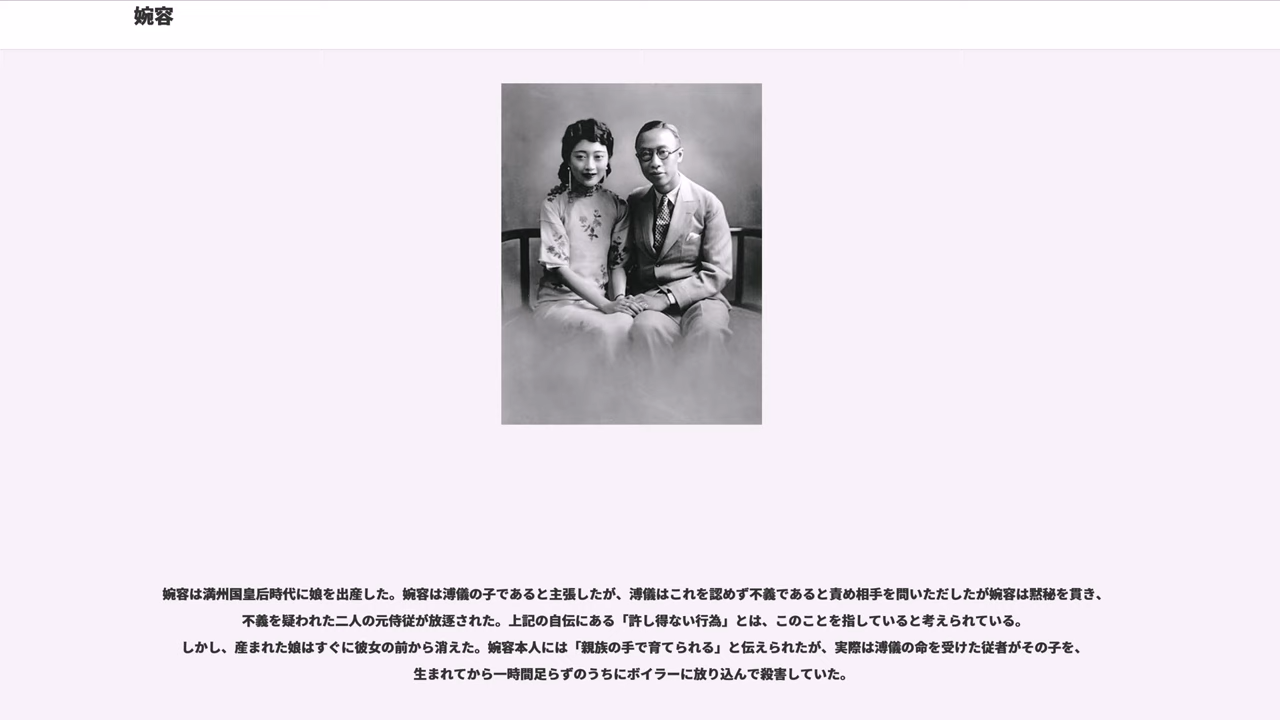 婉容
婉容は満州国皇后時代に娘を出産した。婉容は溥儀の子であると主張したが、溥儀はこれを認めず不義であると責め相手を問いただしたが婉容は黙秘を貫き、
不義を疑われた二人の元侍従が放逐された。上記の自伝にある「許し得ない行為」とは、このことを指していると考えられている。
しかし、産まれた娘はすぐに彼女の前から消えた。婉容本人には「親族の手で育てられる」と伝えられたが、実際は溥儀の命を受けた従者がその子を、
生まれてから一時間足らずのうちにボイラーに放り込んで殺害していた。